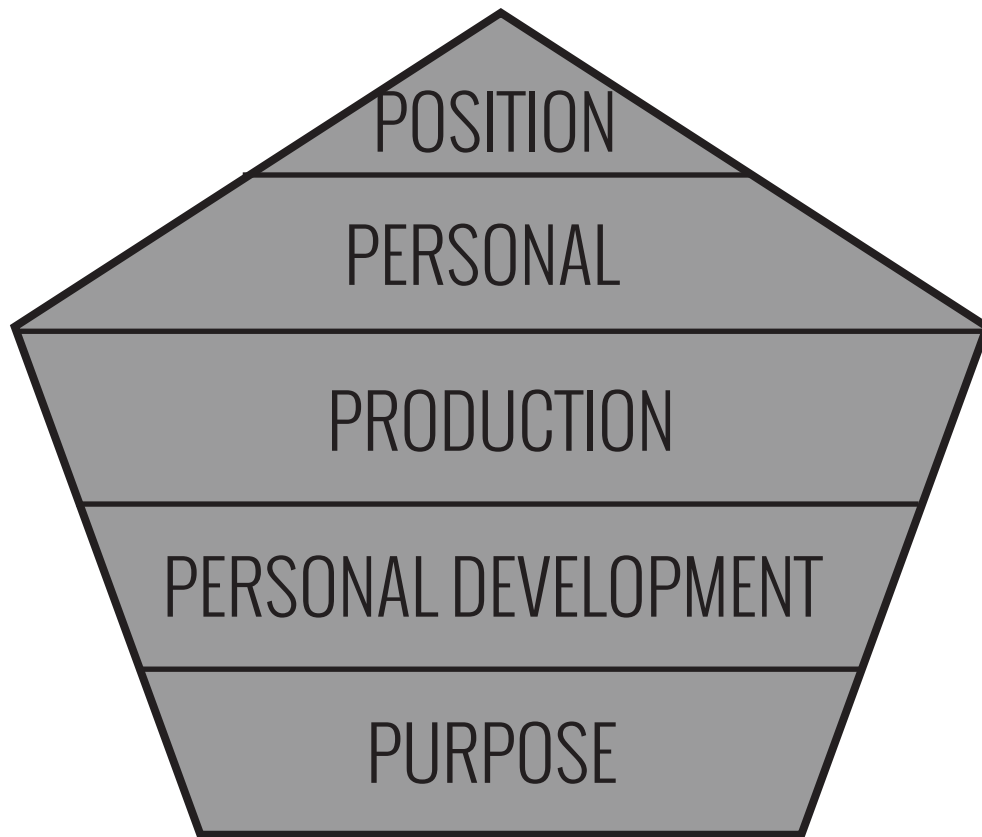 POSITION
PERSONAL
PRODUCTION
PERSONAL DEVELOPMENT
PURPOSE